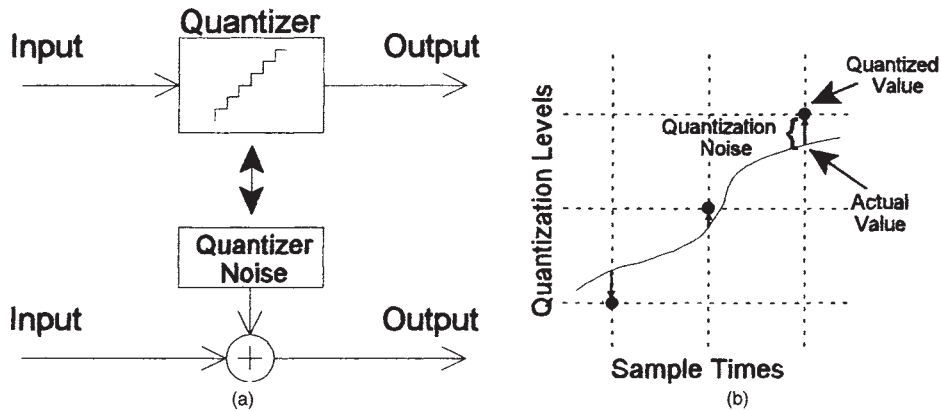 Quantizer
Input
Output
Quantizer
Noise
Input
Output
(a)
Quantization Levels
Quantized
Value
Quantization
Noise
Actual
Value
Sample Times
(b)